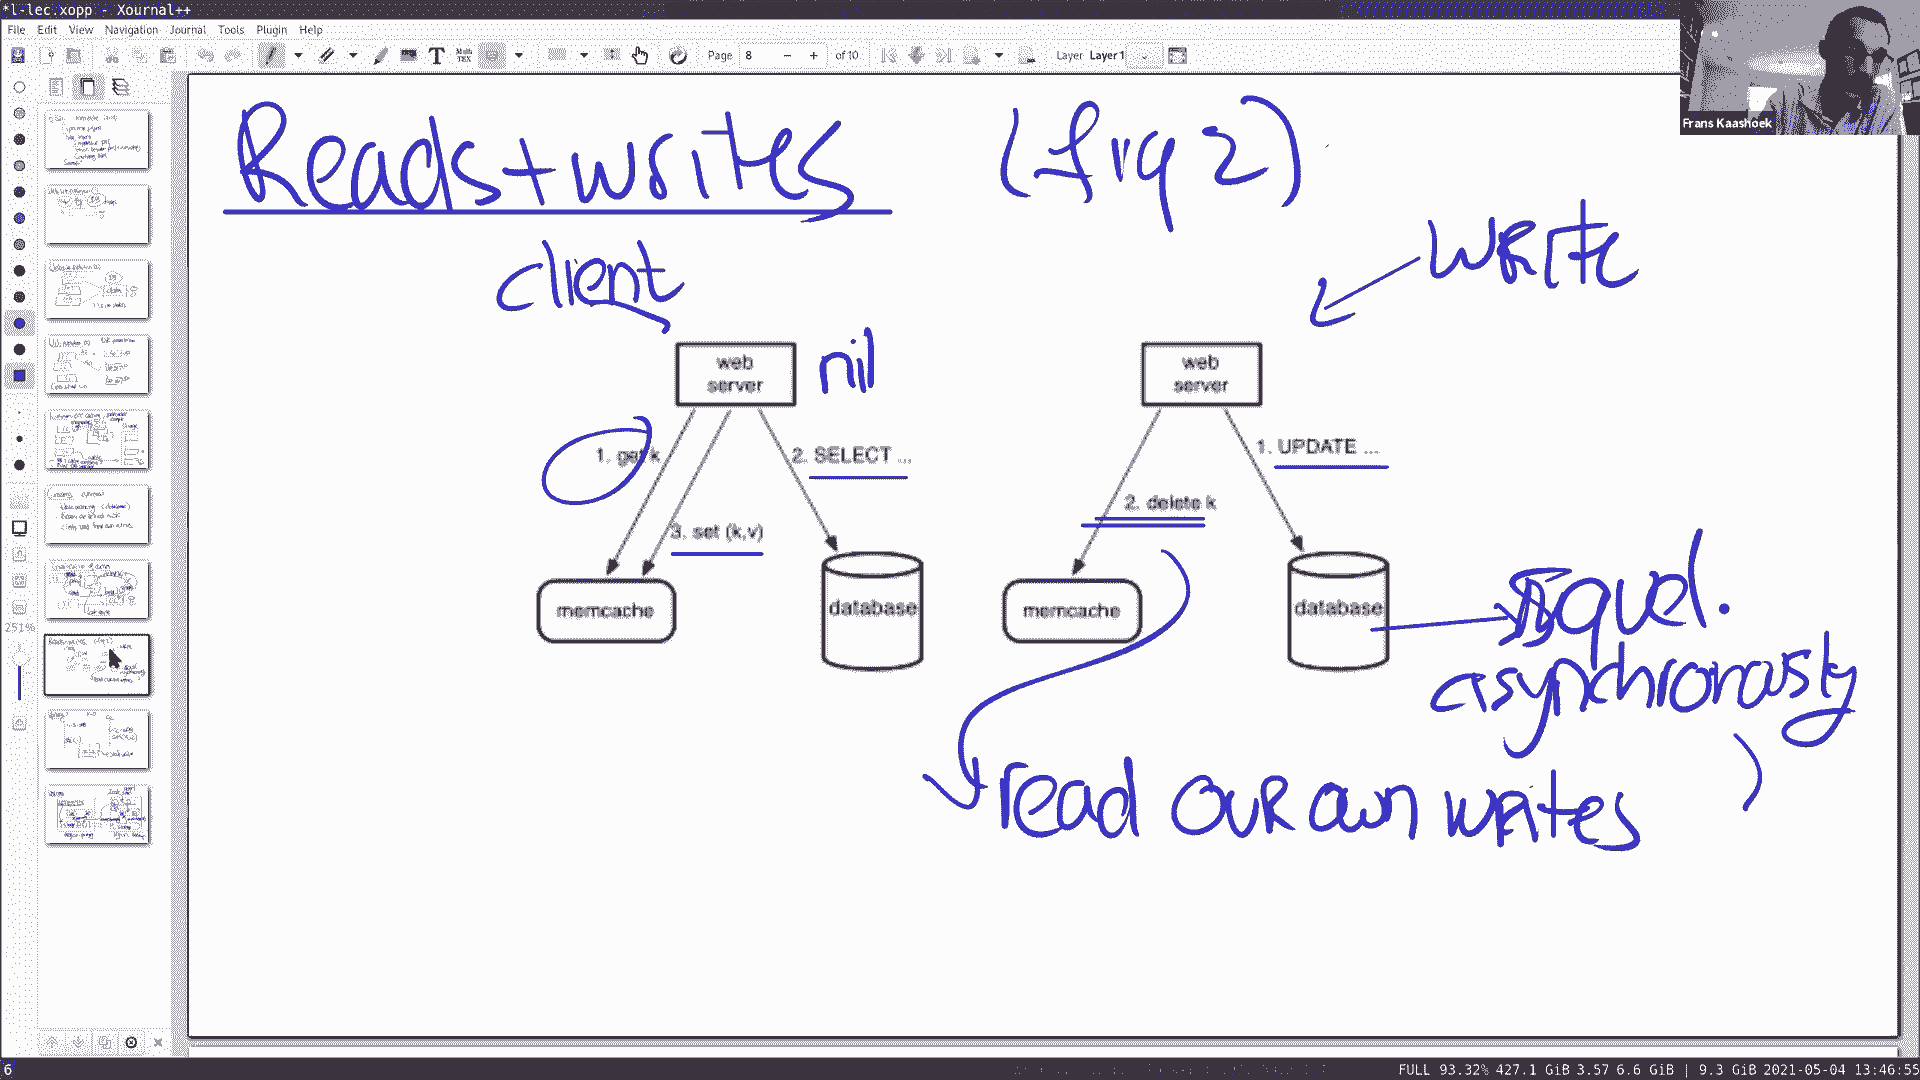 *l-lec.xopp - Xournal++
File Edit View Navigation Journal Tools Plugin Help
Page 8 of 10 Layer Layer 1
Frans Kaashoek
Reads+writes (fig 2)
client
write
web server
nil
web server
1. get k
2. SELECT ...
3. set (k,v)
1. UPDATE ...
2. delete k
memcache
database
memcache
database
squel.
asynchronously
read our own writes
251%
6
FULL 93.32% 427.1 GiB 3.57 6.6 GiB | 9.3 GiB 2021-05-04 13:46:55